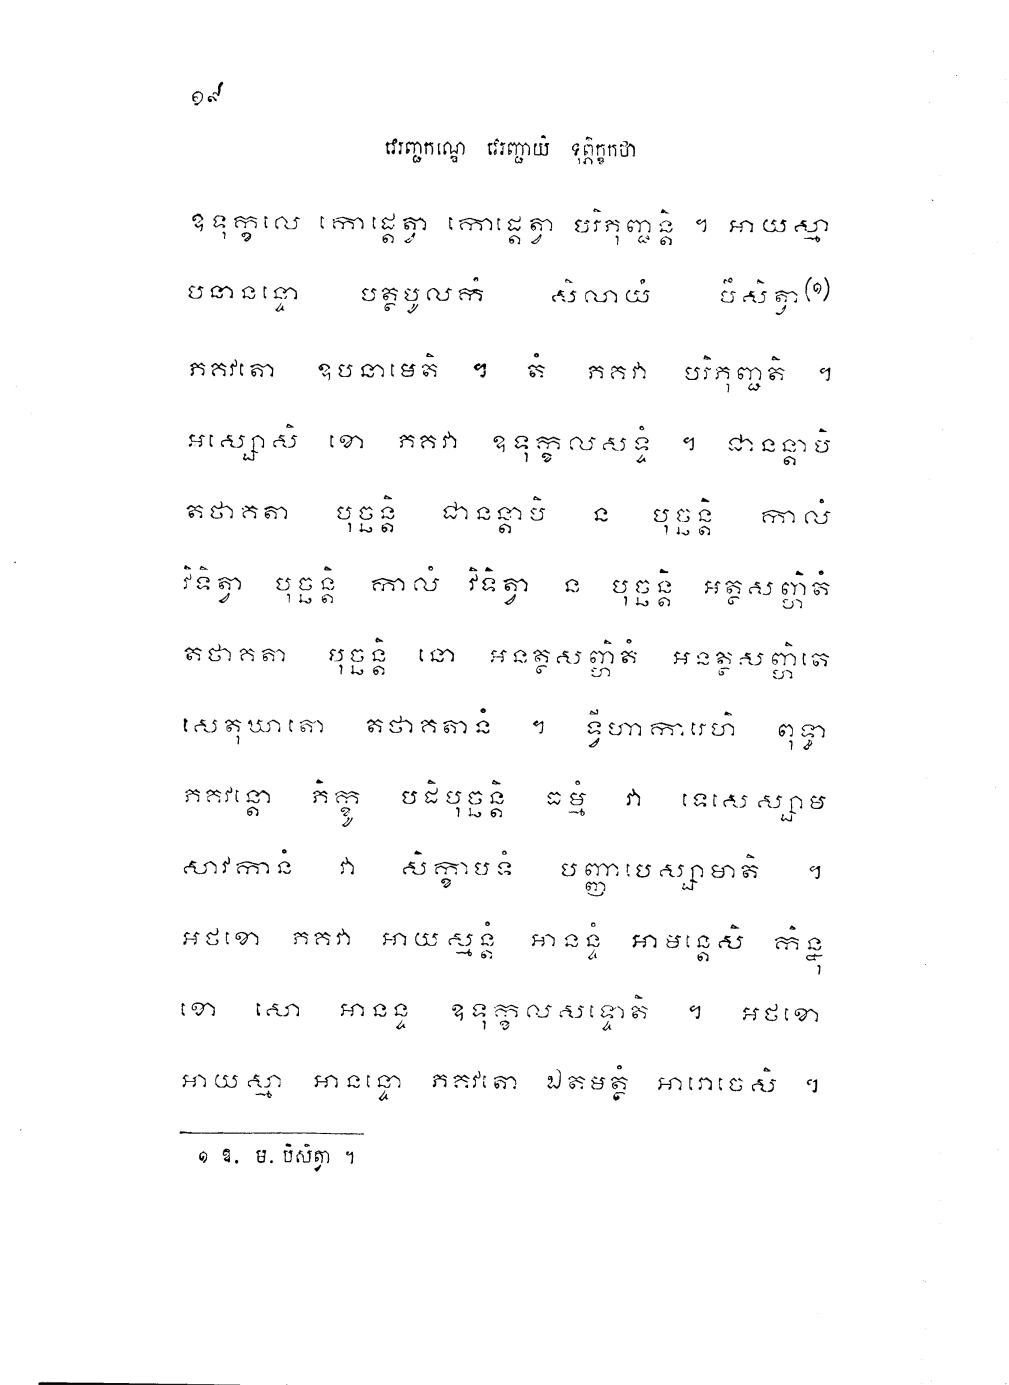 ១៩
វេរញ្ជកណ្ឌេ វេរញ្ជាយំ ទុព្ភិក្ខកថា
ឧទុក្ខលេ កោដ្តេត្វា កោដ្តេត្វា បរិភុញ្ជន្តិ ។ អាយស្មា
បនានន្ទោ បត្ថបូលកំ សិលាយំ បឹសិត្វា(១)
ភគវតោ ឧបនាមេតិ ។ តំ ភគវា បរិភុញ្ជតិ ។
អស្សោសិ ខោ ភគវា ឧទុក្ខលសទ្ទំ ។ ជានន្តាបិ
តថាគតា បុច្ឆន្តិ ជានន្តាបិ ន បុច្ឆន្តិ កាលំ
វិទិត្វា បុច្ឆន្តិ កាលំ វិទិត្វា ន បុច្ឆន្តិ អត្ថសញ្ហិតំ
តថាគតា បុច្ឆន្តិ នោ អនត្ថសញ្ហិតំ អនត្ថសញ្ហិតេ
សេតុឃាតោ តថាគតានំ ។ ទ្វីហាការេហិ ពុទ្ធា
ភគវន្តោ ភិក្ខូ បដិបុច្ឆន្តិ ធម្មំ វា ទេសេស្សាម
សាវកានំ វា សិក្ខាបទំ បញ្ញាបេស្សាមាតិ ។
អថខោ ភគវា អាយស្មន្តំ អានន្ទំ អាមន្តេសិ កិន្នុ
ខោ សោ អានន្ទ ឧទុក្ខលសទ្ទោតិ ។ អថខោ
អាយស្មា អានន្ទោ ភគវតោ ឯតមត្ថំ អារោចេសិ ។
១ ឧ. ម. បិសិត្វា ។